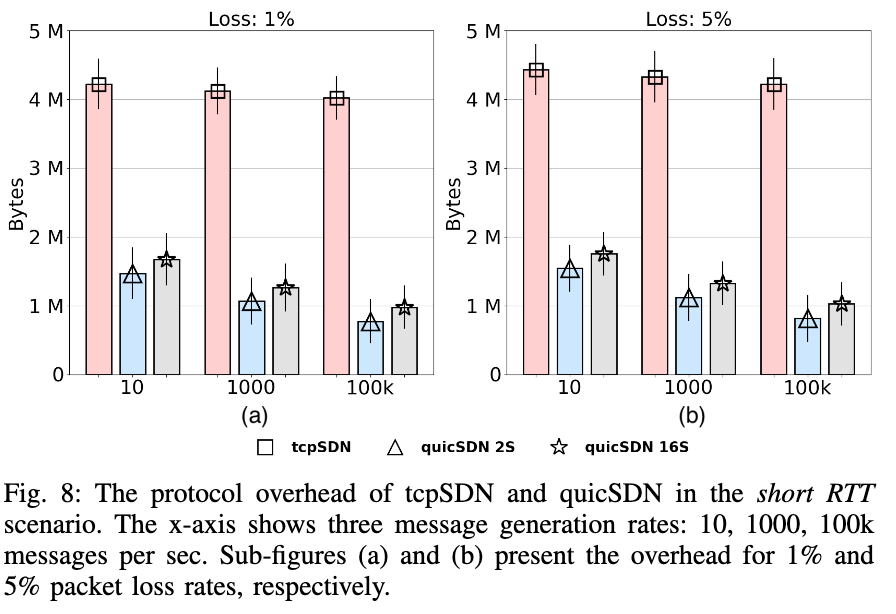 Loss: 1%
Loss: 5%
5 M
4 M
3 M
2 M
1 M
0
Bytes
10
1000
100k
(a)
5 M
4 M
3 M
2 M
1 M
0
Bytes
10
1000
100k
(b)
tcpSDN
quicSDN 2S
quicSDN 16S
Fig. 8: The protocol overhead of tcpSDN and quicSDN in the short RTT
scenario. The x-axis shows three message generation rates: 10, 1000, 100k
messages per sec. Sub-figures (a) and (b) present the overhead for 1% and
5% packet loss rates, respectively.